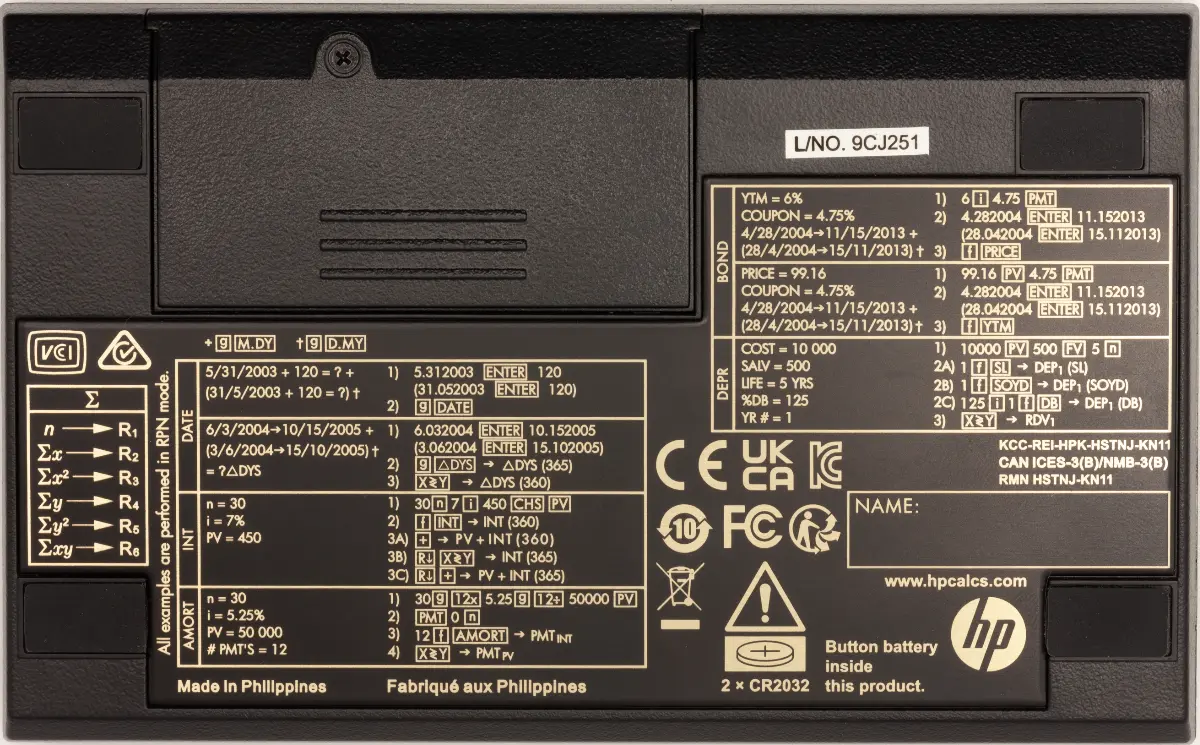 L/NO. 9CJ251
BOND
YTM = 6%
COUPON = 4.75%
4/28/2004→11/15/2013 +
(28/4/2004→15/11/2013) †
1) 6 i 4.75 PMT
2) 4.282004 ENTER 11.152013
(28.042004 ENTER 15.112013)
3) f PRICE
PRICE = 99.16
COUPON = 4.75%
4/28/2004→11/15/2013 +
(28/4/2004→15/11/2013) †
1) 99.16 PV 4.75 PMT
2) 4.282004 ENTER 11.152013
(28.042004 ENTER 15.112013)
3) f YTM
DEPR
COST = 10 000
SALV = 500
LIFE = 5 YRS
%DB = 125
YR # = 1
1) 10000 PV 500 FV 5 n
2A) 1 f SL → DEP₁ (SL)
2B) 1 f SOYD → DEP₁ (SOYD)
2C) 125 i 1 f DB → DEP₁ (DB)
3) X≷Y → RDV₁
VCI
Σ
n → R₁
Σx → R₂
Σx² → R₃
Σy → R₄
Σy² → R₅
Σxy → R₆
All examples are performed in RPN mode.
+ g M.DY † g D.MY
DATE
5/31/2003 + 120 = ? +
(31/5/2003 + 120 = ?) †
1) 5.312003 ENTER 120
(31.052003 ENTER 120)
2) g DATE
6/3/2004→10/15/2005 +
(3/6/2004→15/10/2005) †
= ?△DYS
1) 6.032004 ENTER 10.152005
(3.062004 ENTER 15.102005)
2) g △DYS → △DYS (365)
3) X≷Y → △DYS (360)
INT
n = 30
i = 7%
PV = 450
1) 30 n 7 i 450 CHS PV
2) f INT → INT (360)
3A) + → PV + INT (360)
3B) R↓ X≷Y → INT (365)
3C) R↓ + → PV + INT (365)
AMORT
n = 30
i = 5.25%
PV = 50 000
# PMT'S = 12
1) 30 g 12x 5.25 g 12÷ 50000 PV
2) PMT 0 n
3) 12 f AMORT → PMT INT
4) X≷Y → PMT PV
Made in Philippines
Fabriqué aux Philippines
CE UK CA
KCC-REI-HPK-HSTNJ-KN11
CAN ICES-3(B)/NMB-3(B)
RMN HSTNJ-KN11
10 FC
NAME:
www.hpcalcs.com
hp
!
+
2 × CR2032
Button battery
inside
this product.